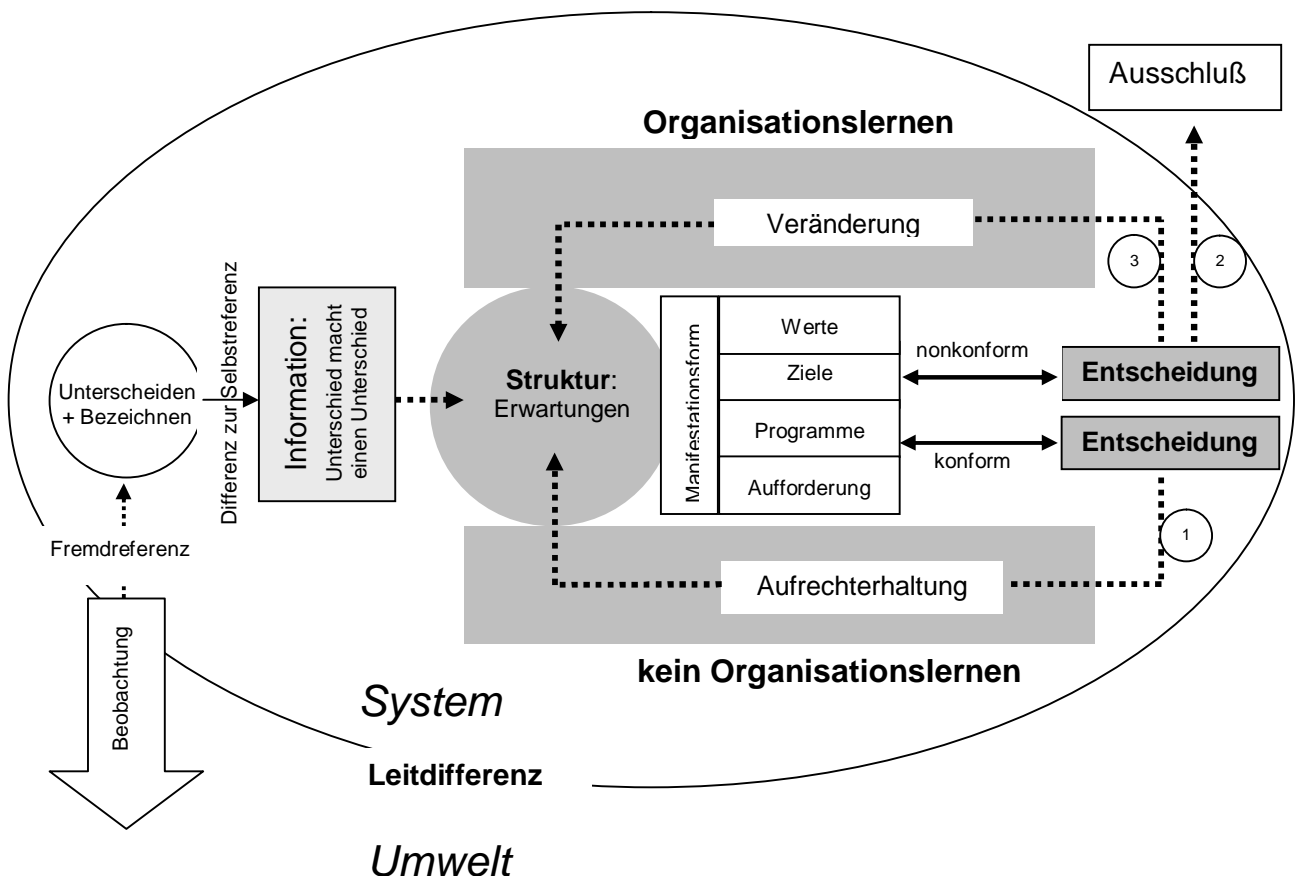 Ausschluß
Organisationslernen
Veränderung
3
2
Unterscheiden
+ Bezeichnen
Differenz zur Selbstreferenz
Information:
Unterschied macht
einen Unterschied
Struktur:
Erwartungen
Manifestationsform
Werte
Ziele
Programme
Aufforderung
nonkonform
konform
Entscheidung
Entscheidung
1
Fremdreferenz
Aufrechterhaltung
kein Organisationslernen
Beobachtung
System
Leitdifferenz
Umwelt